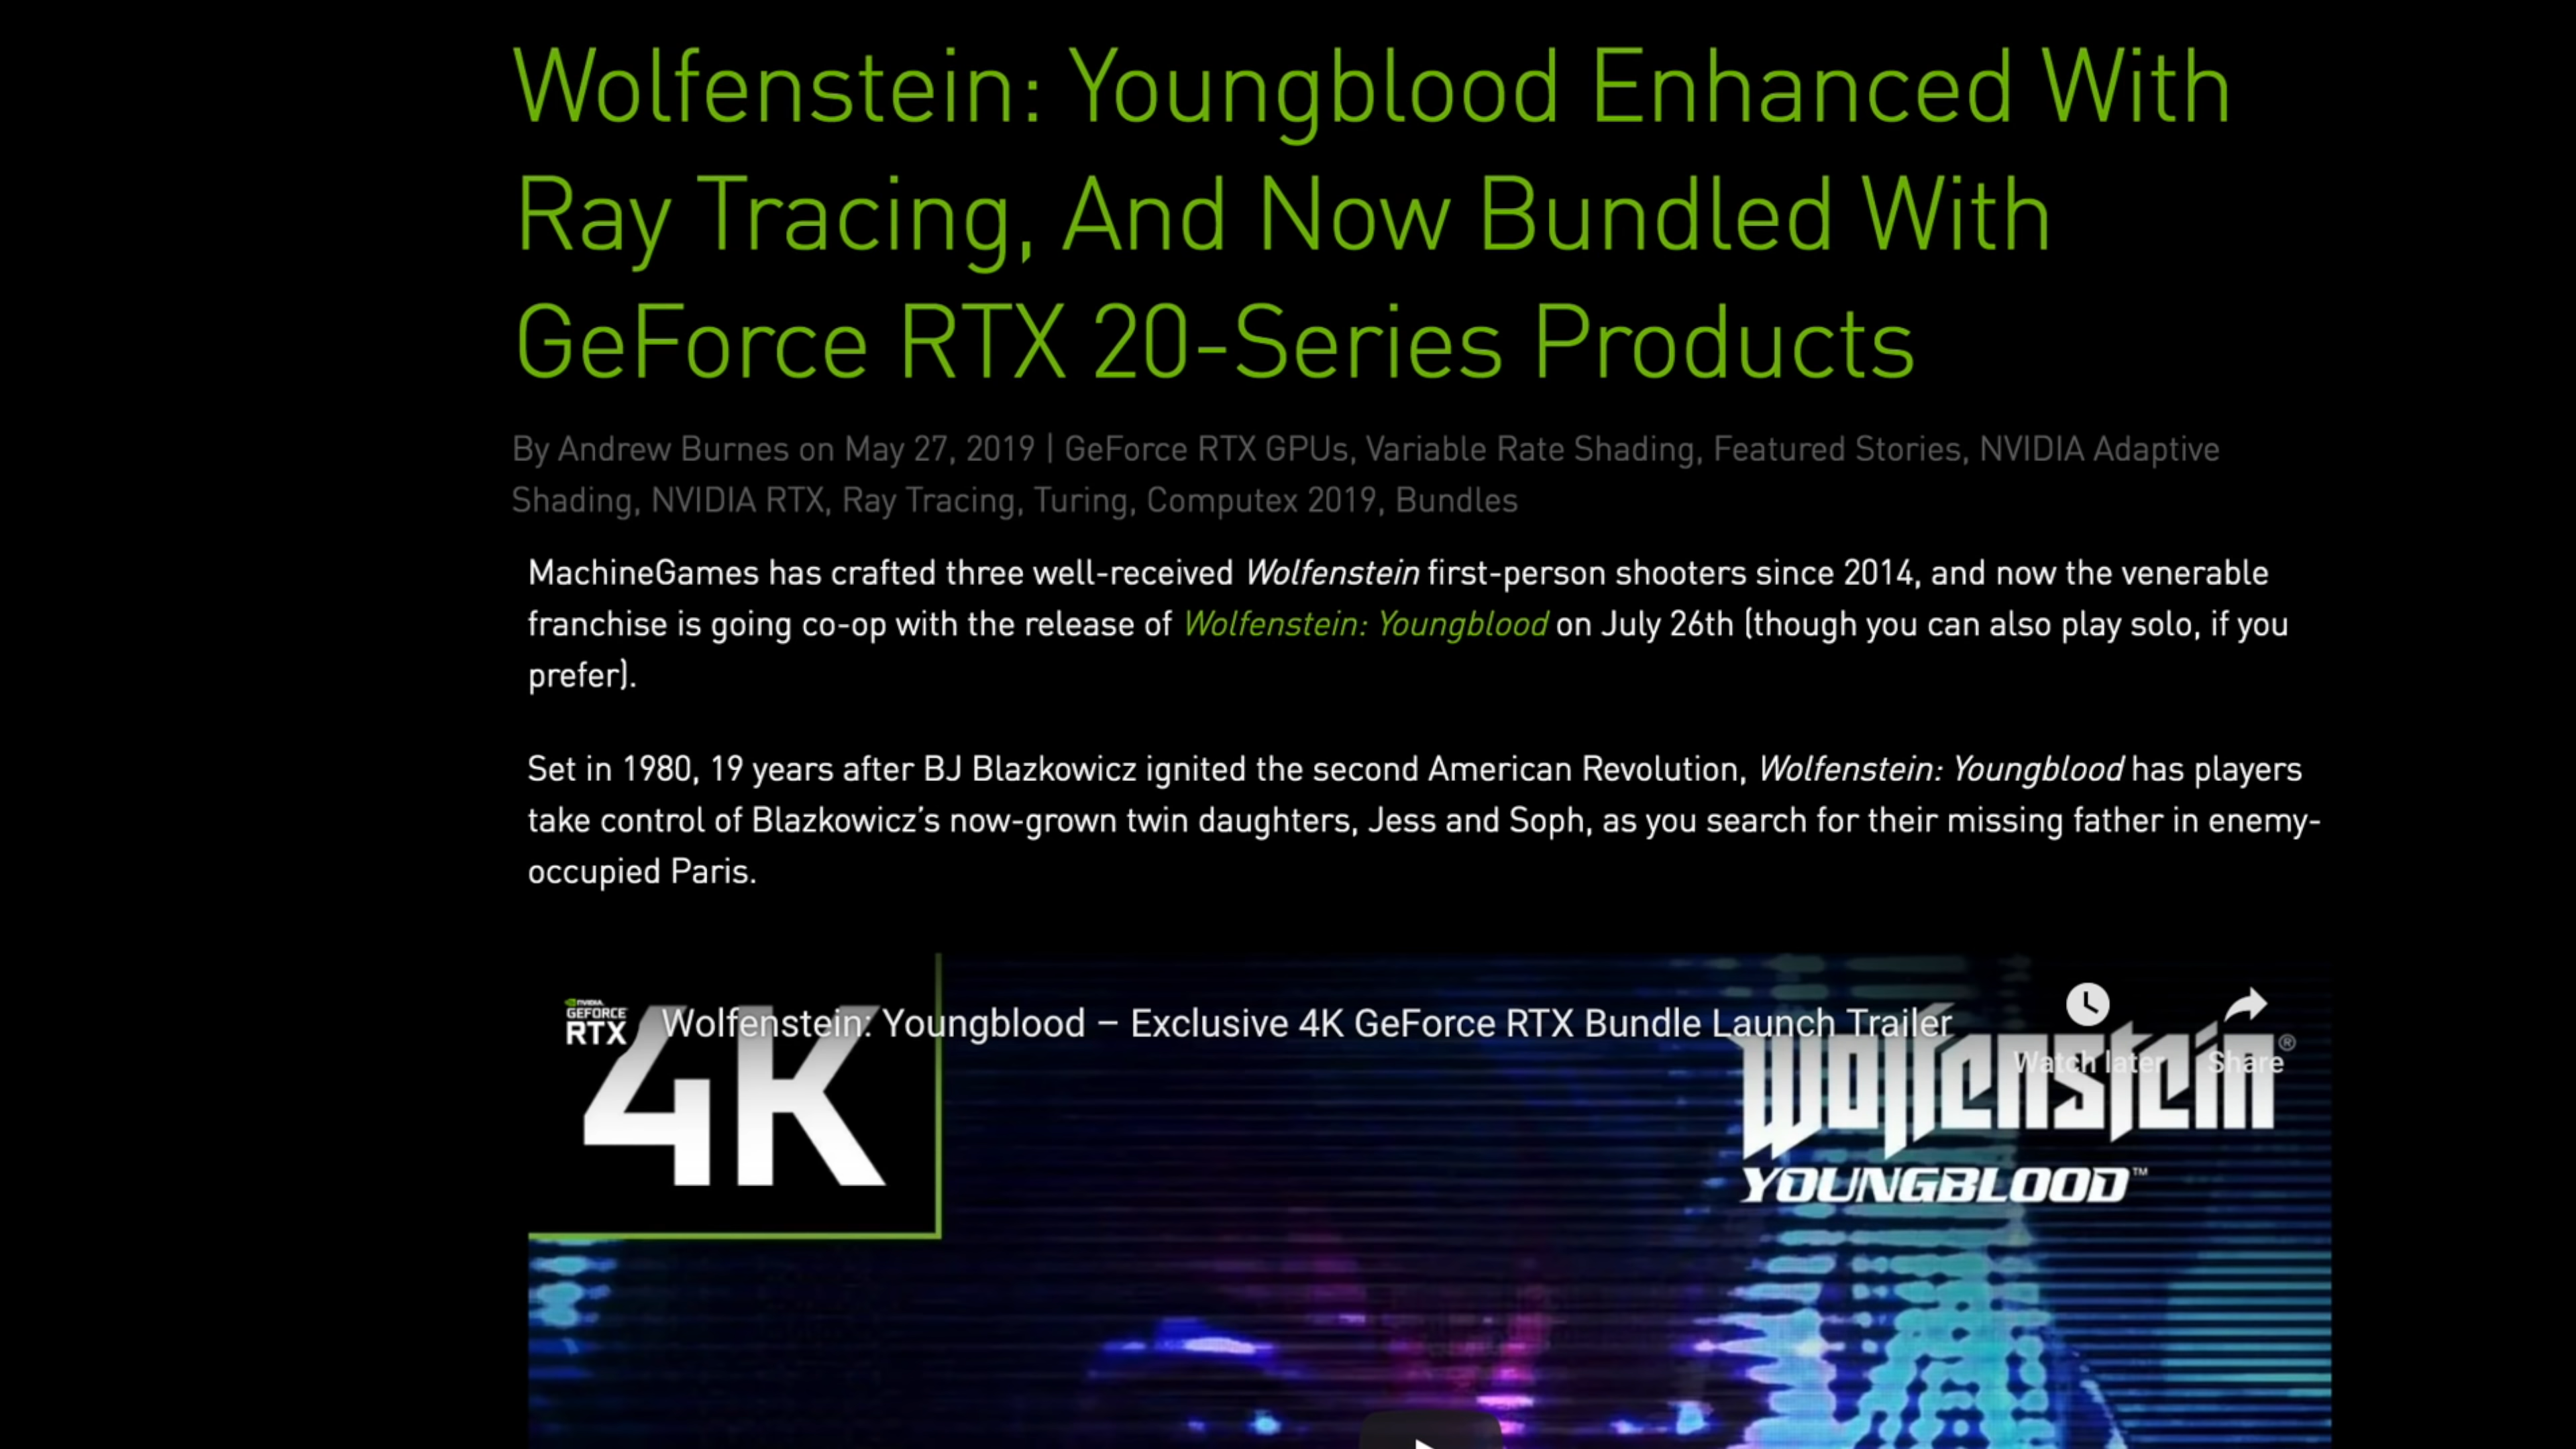 Wolfenstein: Youngblood Enhanced With
Ray Tracing, And Now Bundled With
GeForce RTX 20-Series Products
By Andrew Burnes on May 27, 2019 | GeForce RTX GPUs, Variable Rate Shading, Featured Stories, NVIDIA Adaptive
Shading, NVIDIA RTX, Ray Tracing, Turing, Computex 2019, Bundles
MachineGames has crafted three well-received Wolfenstein first-person shooters since 2014, and now the venerable
franchise is going co-op with the release of Wolfenstein: Youngblood on July 26th (though you can also play solo, if you
prefer).
Set in 1980, 19 years after BJ Blazkowicz ignited the second American Revolution, Wolfenstein: Youngblood has players
take control of Blazkowicz’s now-grown twin daughters, Jess and Soph, as you search for their missing father in enemy-
occupied Paris.
NVIDIA.
GEFORCE
RTX
Wolfenstein: Youngblood – Exclusive 4K GeForce RTX Bundle Launch Trailer
Watch later
Share
4K
Wolfenstein®
YOUNGBLOOD™